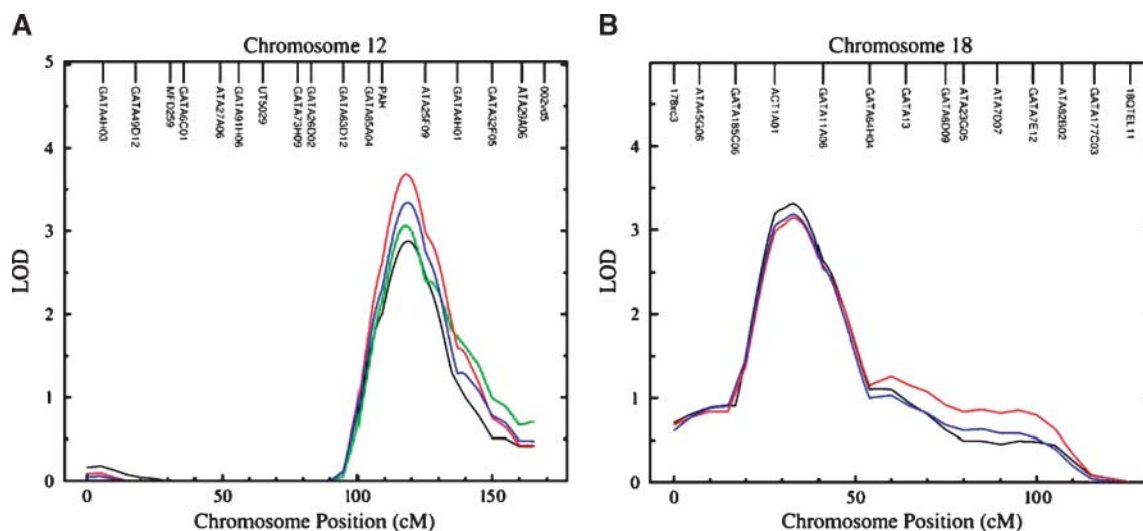 A
Chromosome 12
5
4
3
2
1
0
LOD
GATA4H03
GATA49D12
MFD259
GATA6C01
ATA27A06
GATA91H06
UT5029
GATA73H09
GATA26D02
GATA63D12
GATA85A04
PAH
ATA25F09
GATA4H01
GATA32F05
ATA29A06
002vd5
0
50
100
150
Chromosome Position (cM)
B
Chromosome 18
4
3
2
1
0
LOD
178xc3
ATA45G06
GATA185C06
ACT1A01
GATA11A06
GATA64H04
GATA13
GATA6D09
ATA23G05
ATA7D07
GATA7E12
ATA82B02
GATA177C03
18QTEL11
0
50
100
Chromosome Position (cM)